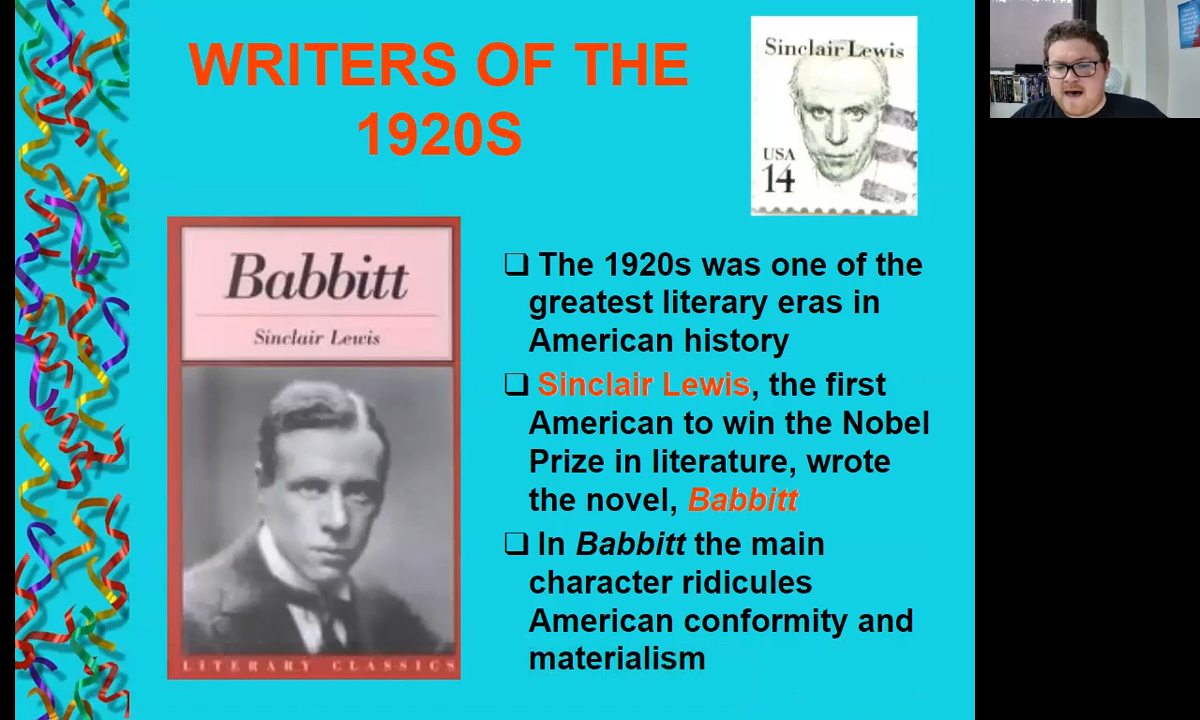 WRITERS OF THE
1920S
Sinclair Lewis
USA
14
Babbitt
Sinclair Lewis
LITERARY CLASSICS
❑ The 1920s was one of the
greatest literary eras in
American history
❑ Sinclair Lewis, the first
American to win the Nobel
Prize in literature, wrote
the novel, Babbitt
❑ In Babbitt the main
character ridicules
American conformity and
materialism